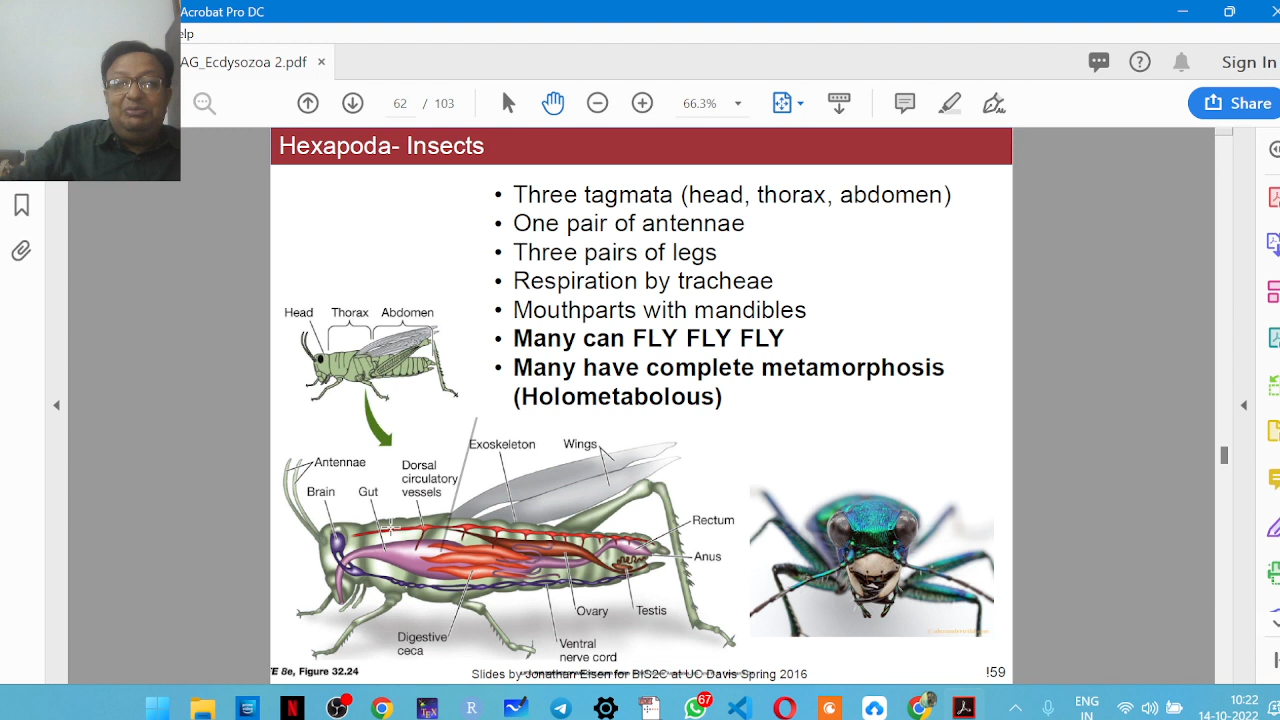 Acrobat Pro DC
elp
AG_Ecdysozoa 2.pdf ×
Sign In
62 / 103
66.3%
Share
Hexapoda- Insects
• Three tagmata (head, thorax, abdomen)
• One pair of antennae
• Three pairs of legs
• Respiration by tracheae
• Mouthparts with mandibles
• Many can FLY FLY FLY
• Many have complete metamorphosis
(Holometabolous)
Head Thorax Abdomen
Exoskeleton Wings
Antennae
Dorsal
circulatory
vessels
Brain Gut
Rectum
Anus
Ovary
Testis
Digestive
ceca
Ventral
nerve cord
8e, Figure 32.24
Slides by Jonathan Eisen for BIS2C at UC Davis Spring 2016
159
67
ENG
IN
10:22
14-10-2022